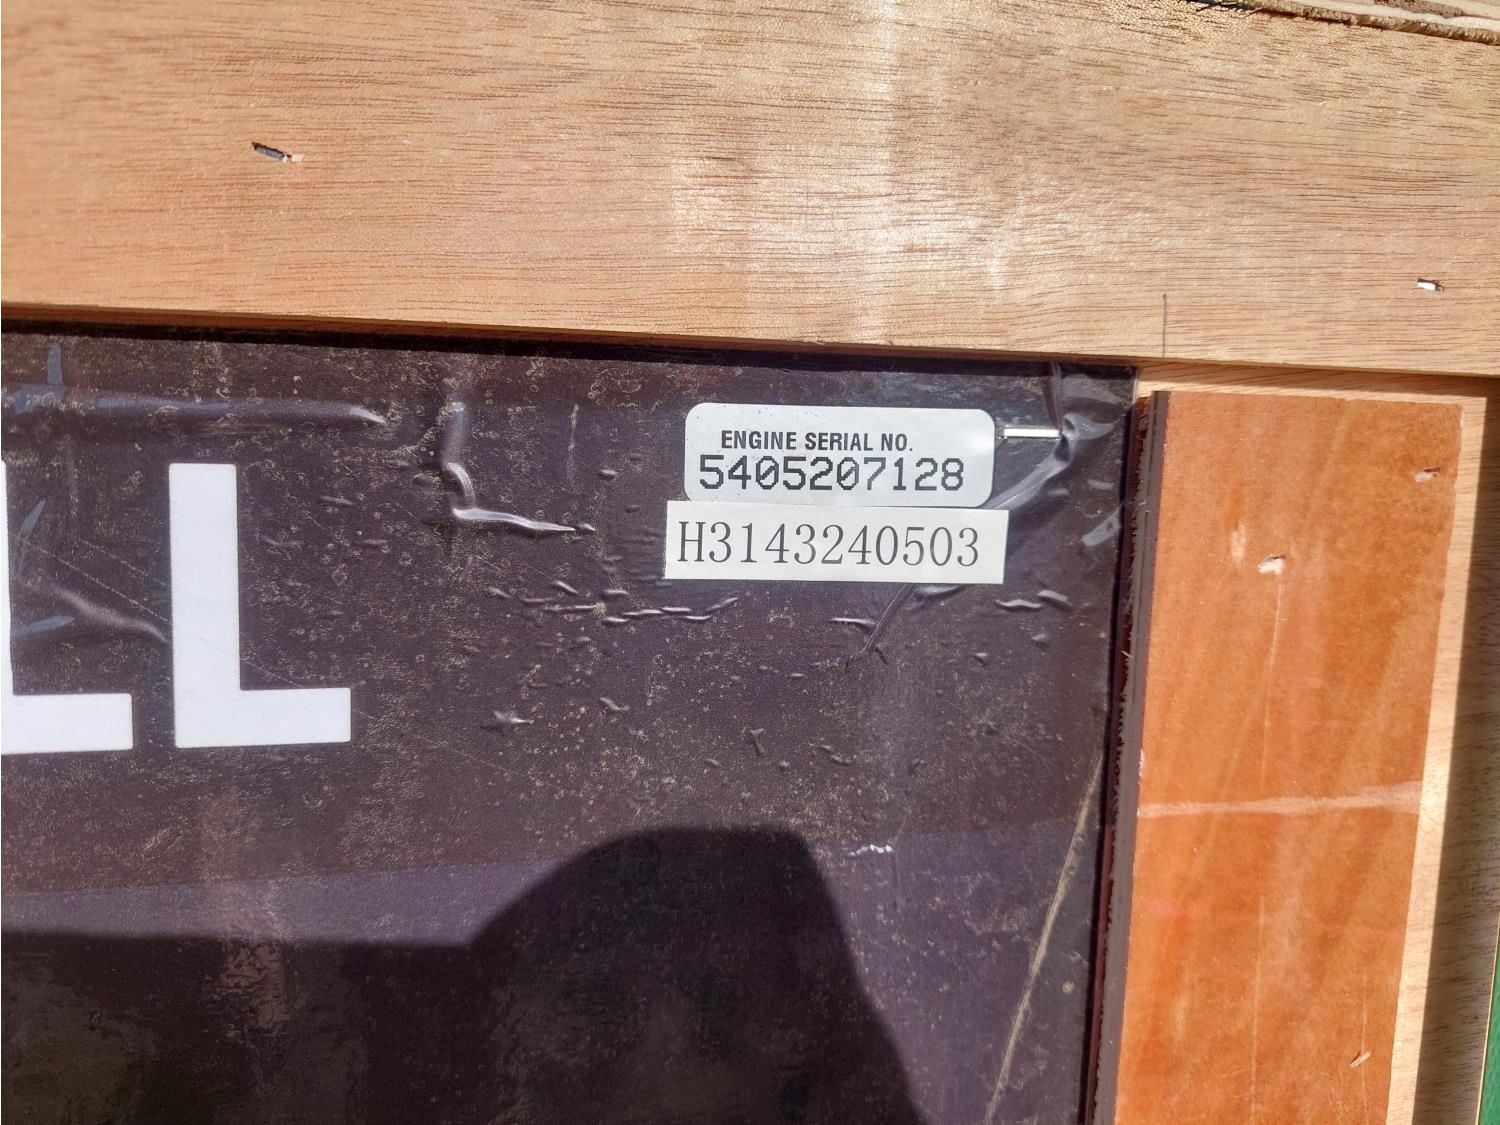 LL
ENGINE SERIAL NO.
5405207128
H3143240503